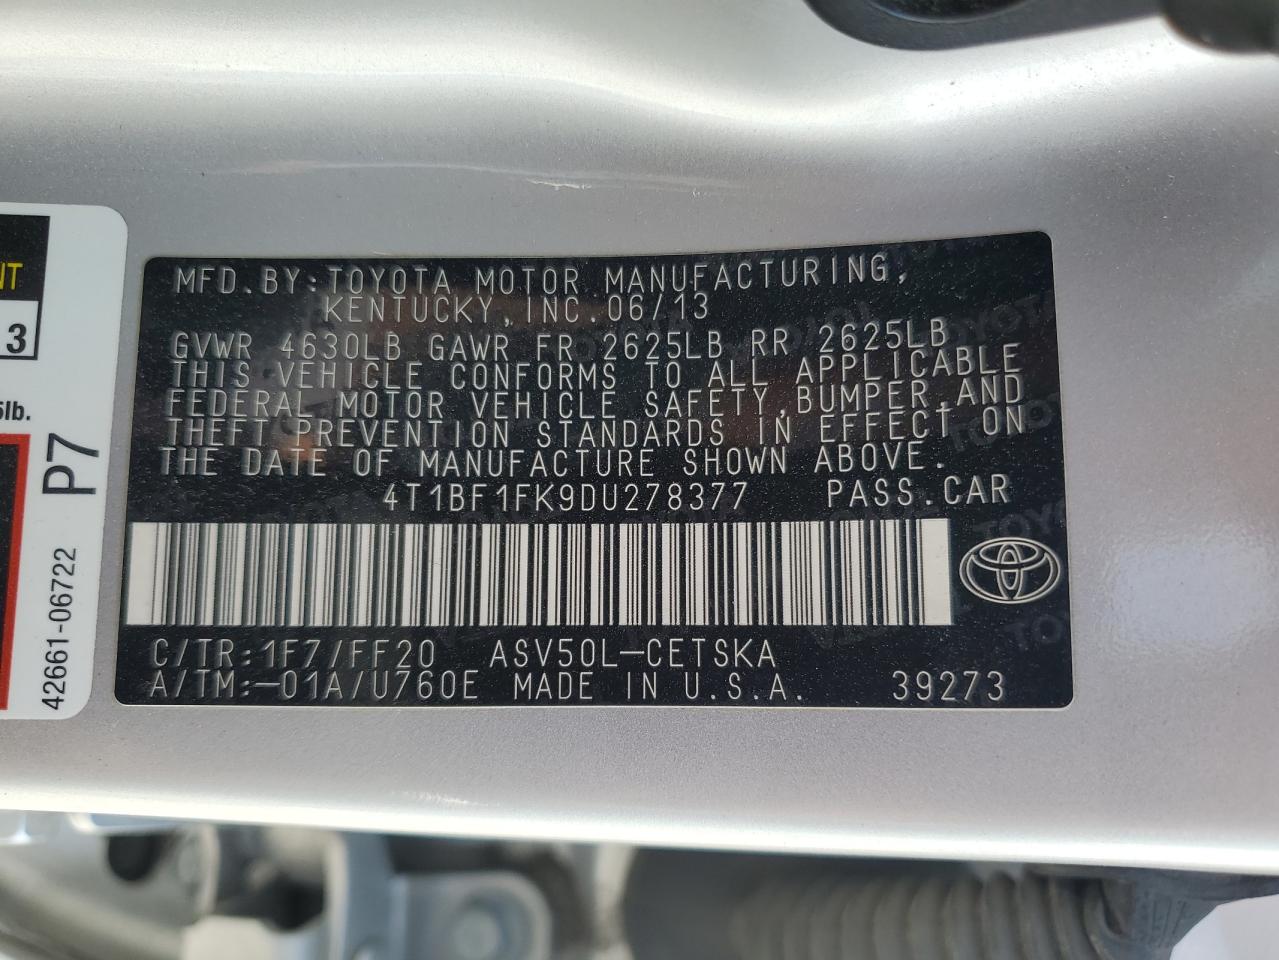 MFD.BY:TOYOTA MOTOR MANUFACTURING,
KENTUCKY,INC.06/13
GVWR 4630LB GAWR FR 2625LB RR 2625LB
THIS VEHICLE CONFORMS TO ALL APPLICABLE
FEDERAL MOTOR VEHICLE SAFETY,BUMPER,AND
THEFT PREVENTION STANDARDS IN EFFECT ON
THE DATE OF MANUFACTURE SHOWN ABOVE.
4T1BF1FK9DU278377 PASS.CAR
C/TR:1F7/FF20 ASV50L-CETSKA
A/TM:-01A/U760E MADE IN U.S.A. 39273
NT
3
lb.
P7
42661-06722